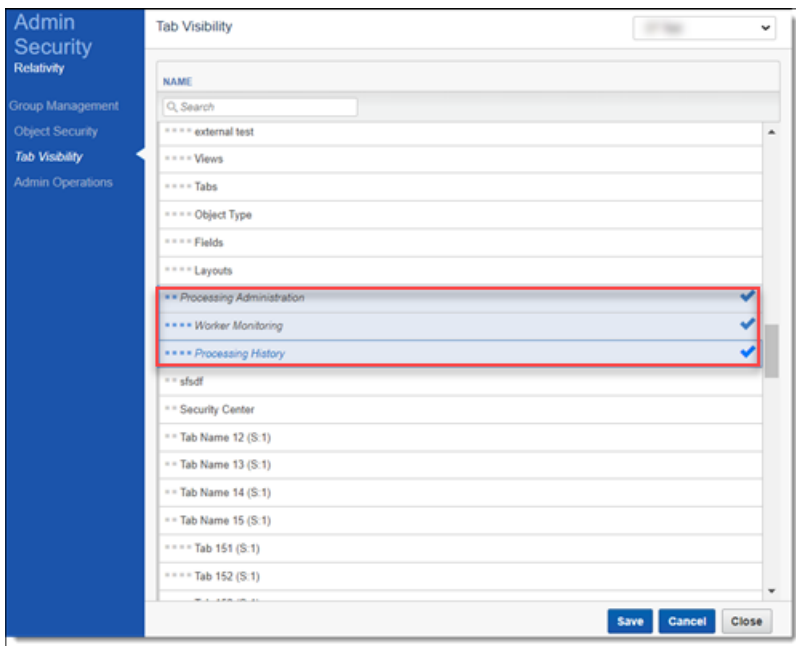 Admin
Security
Relativity
Group Management
Object Security
Tab Visibility
Admin Operations
Tab Visibility
NAME
Search
external test
Views
Tabs
Object Type
Fields
Layouts
Processing Administration
Worker Monitoring
Processing History
sfsdf
Security Center
Tab Name 12 (S:1)
Tab Name 13 (S:1)
Tab Name 14 (S:1)
Tab Name 15 (S:1)
Tab 151 (S:1)
Tab 152 (S:1)
Save
Cancel
Close